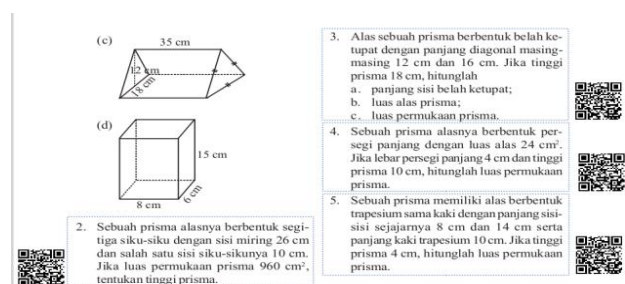 (c)
35 cm
12 cm
18 cm
(d)
15 cm
8 cm
6 cm
2. Sebuah prisma alasnya berbentuk segi-
tiga siku-siku dengan sisi miring 26 cm
dan salah satu sisi siku-sikunya 10 cm.
Jika luas permukaan prisma 960 cm²,
tentukan tinggi prisma.
3. Alas sebuah prisma berbentuk belah ke-
tupat dengan panjang diagonal masing-
masing 12 cm dan 16 cm. Jika tinggi
prisma 18 cm, hitunglah
a. panjang sisi belah ketupat;
b. luas alas prisma;
c. luas permukaan prisma.
4. Sebuah prisma alasnya berbentuk per-
segi panjang dengan luas alas 24 cm².
Jika lebar persegi panjang 4 cm dan tinggi
prisma 10 cm, hitunglah luas permukaan
prisma.
5. Sebuah prisma memiliki alas berbentuk
trapesium sama kaki dengan panjang sisi-
sisi sejajarnya 8 cm dan 14 cm serta
panjang kaki trapesium 10 cm. Jika tinggi
prisma 4 cm, hitunglah luas permukaan
prisma.